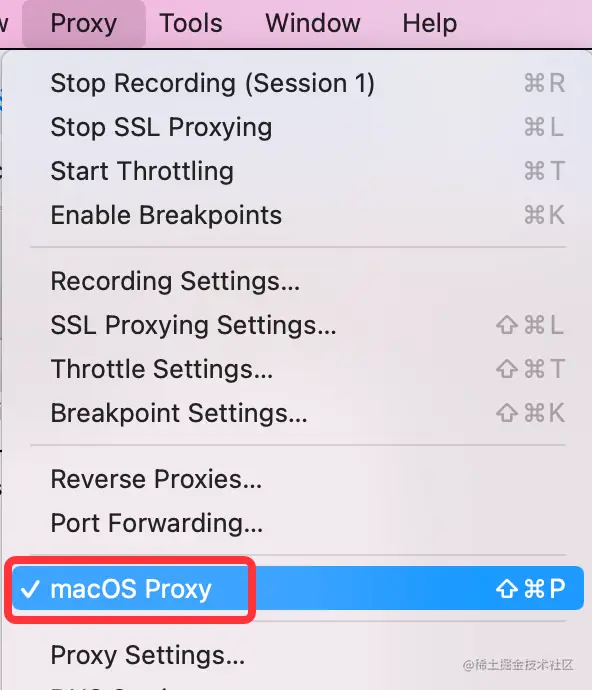 Proxy Tools Window Help
Stop Recording (Session 1) ⌘R
Stop SSL Proxying ⌘L
Start Throttling ⌘T
Enable Breakpoints ⌘K
Recording Settings...
SSL Proxying Settings... ⇧⌘L
Throttle Settings... ⇧⌘T
Breakpoint Settings... ⇧⌘K
Reverse Proxies...
Port Forwarding...
✓ macOS Proxy ⇧⌘P
Proxy Settings...
@稀土掘金技术社区